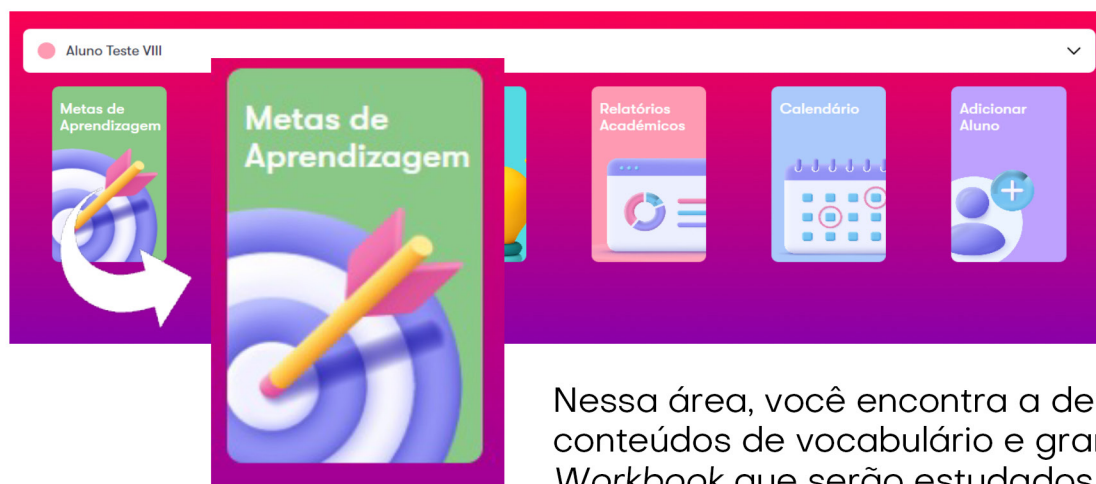 Aluno Teste VIII
Metas de
Aprendizagem
Metas de
Aprendizagem
Relatórios
Académicos
Calendário
Adicionar
Aluno
Nessa área, você encontra a de
conteúdos de vocabulário e gra
Workbook que serão estudados